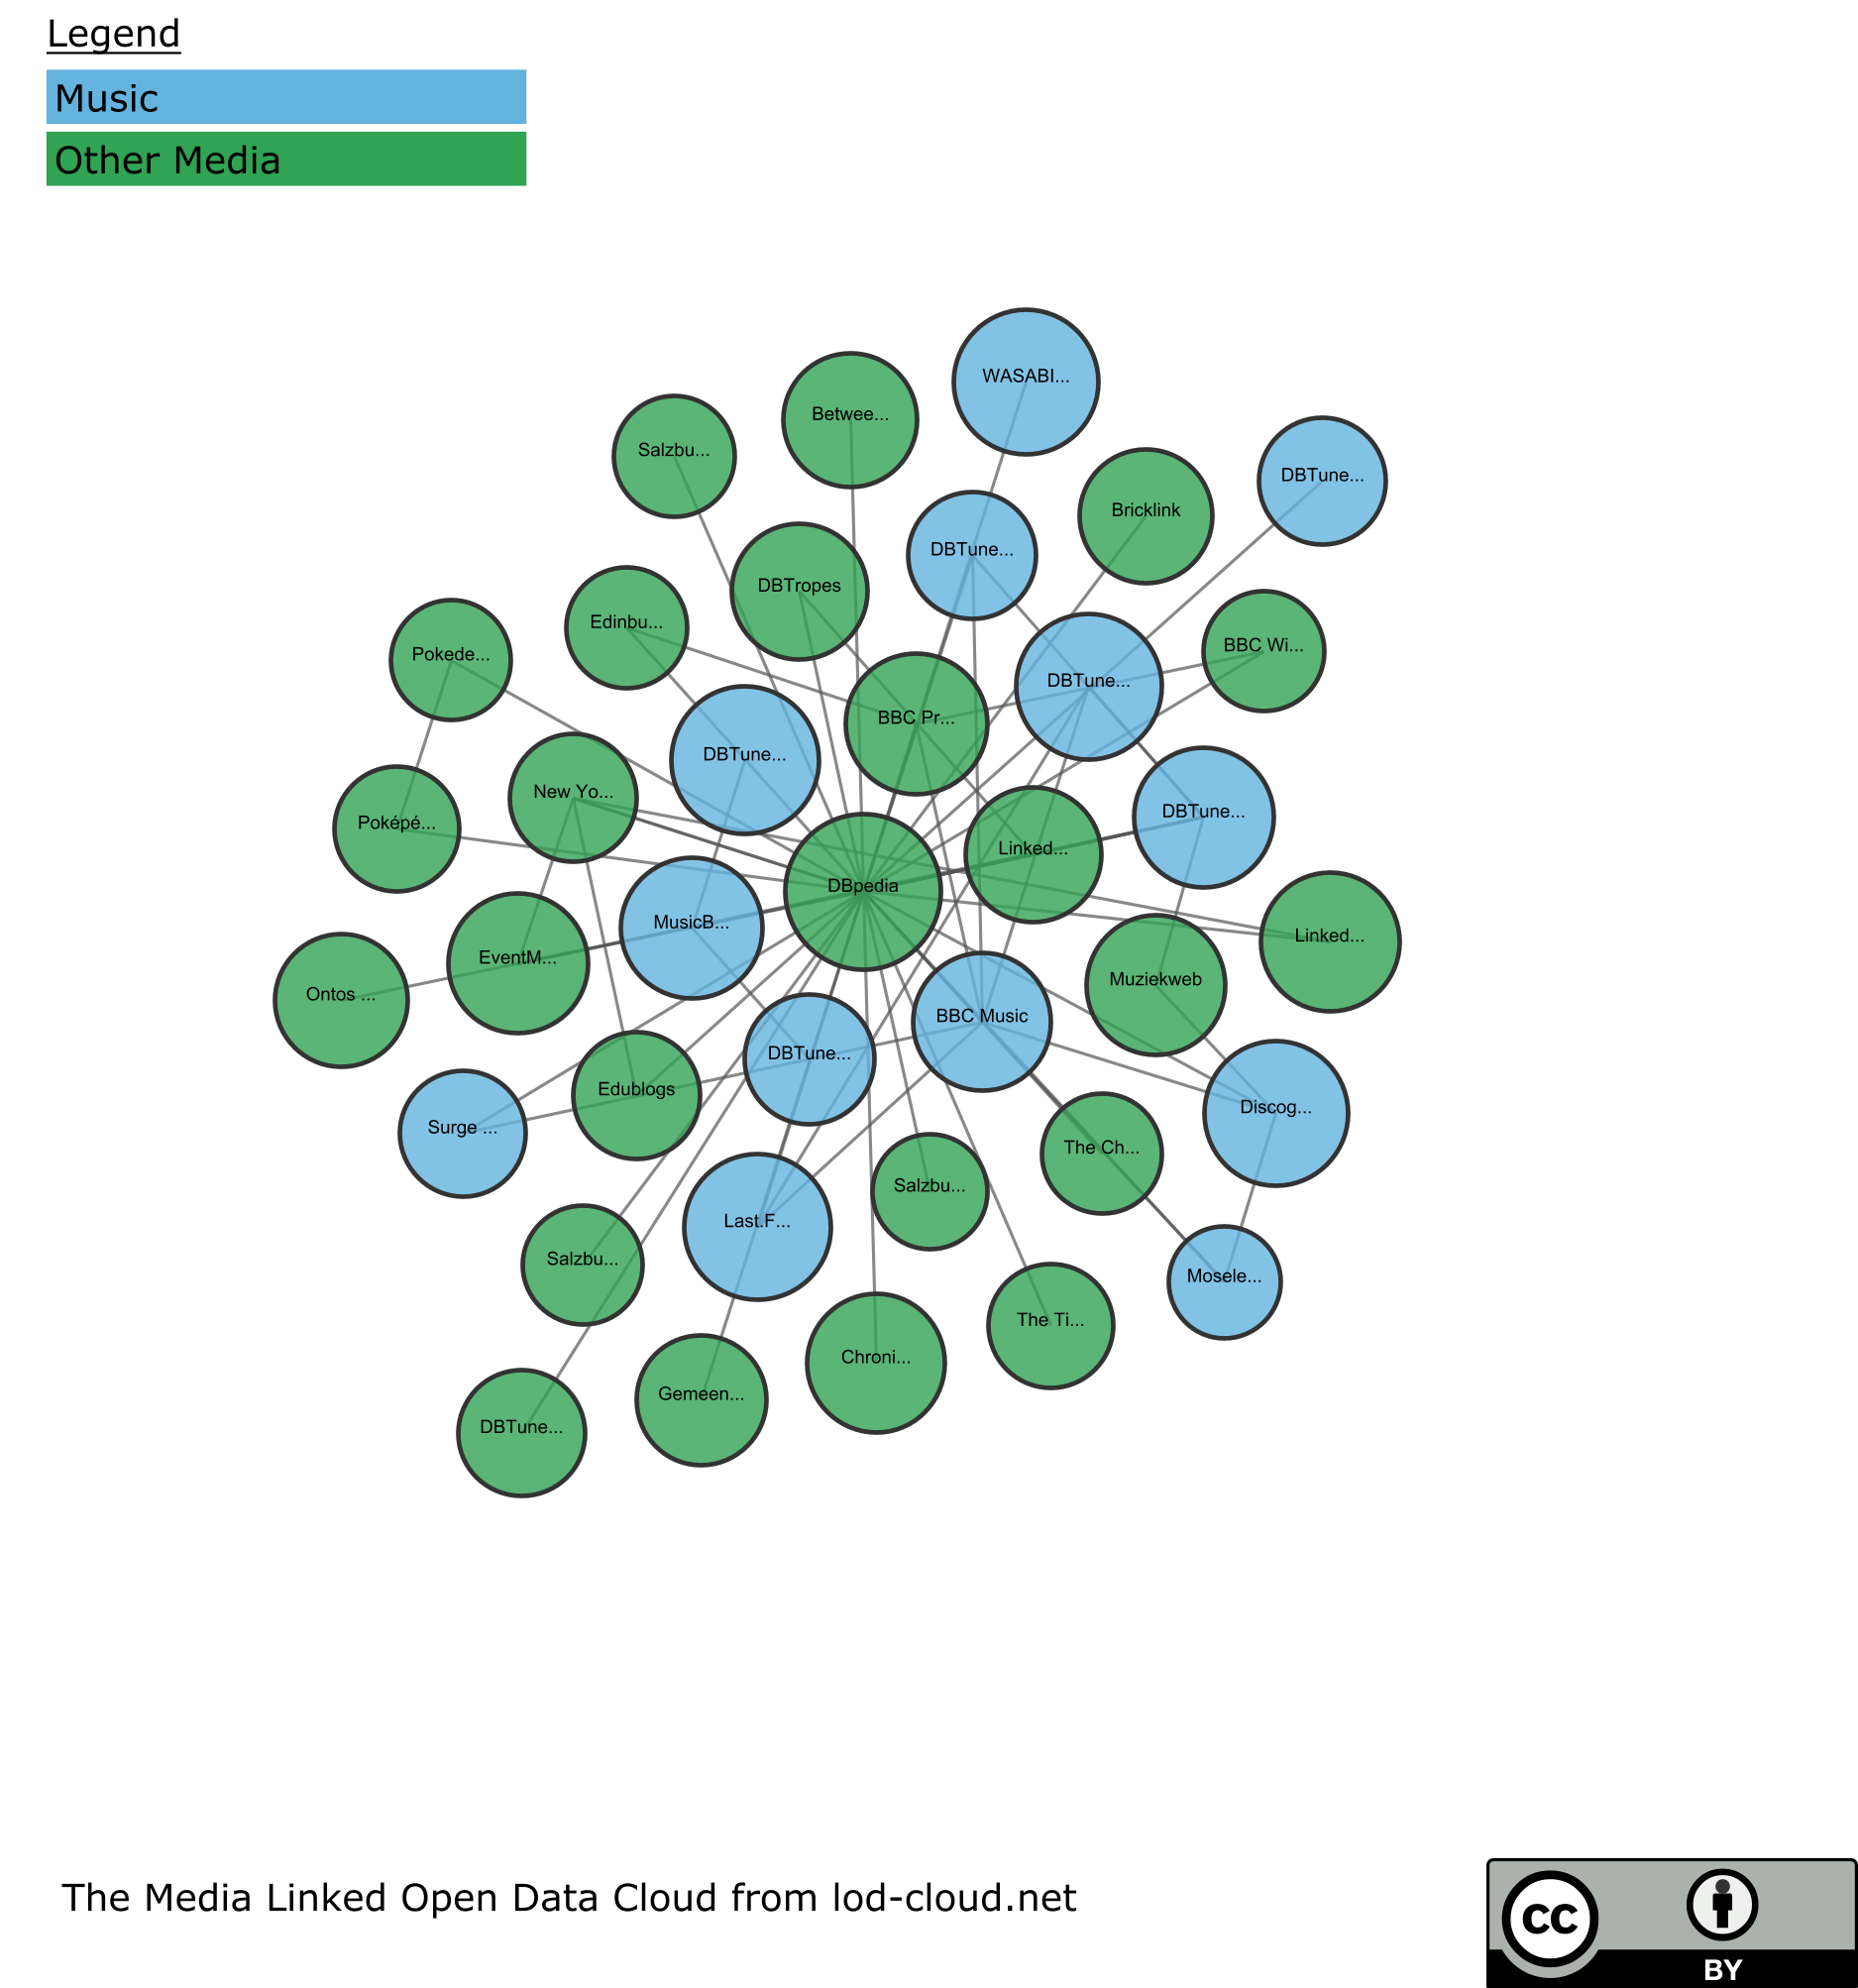 Legend
Music
Other Media
WASABI...
Betwee...
Salzbu...
DBTune...
Bricklink
DBTune...
DBTropes
Edinbu...
BBC Wi...
Pokede...
DBTune...
BBC Pr...
DBTune...
New Yo...
DBTune...
Poképé...
Linked...
DBpedia
MusicB...
Linked...
EventM...
Muziekweb
Ontos ...
BBC Music
DBTune...
Edublogs
Discog...
Surge ...
The Ch...
Salzbu...
Last.F...
Salzbu...
Mosele...
The Ti...
Chroni...
Gemeen...
DBTune...
The Media Linked Open Data Cloud from lod-cloud.net
cc
BY